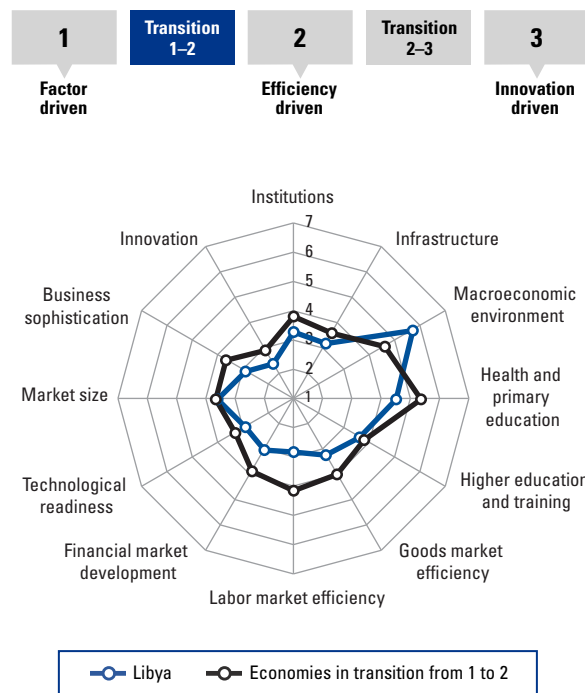 1
Transition
1–2
2
Transition
2–3
3
Factor
driven
Efficiency
driven
Innovation
driven
Institutions
7
Innovation
Infrastructure
6
5
Business
sophistication
Macroeconomic
environment
4
3
2
1
Market size
Health and
primary
education
Technological
readiness
Higher education
and training
Financial market
development
Goods market
efficiency
Labor market efficiency
Libya
Economies in transition from 1 to 2